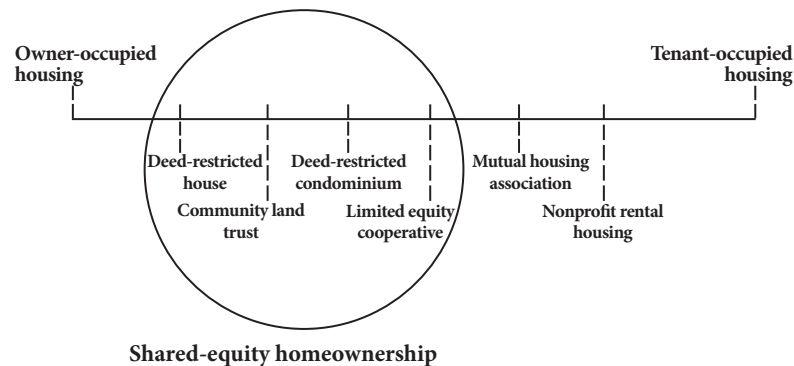 Owner-occupied
housing
Tenant-occupied
housing
Deed-restricted
house
Community land
trust
Deed-restricted
condominium
Limited equity
cooperative
Mutual housing
association
Nonprofit rental
housing
Shared-equity homeownership